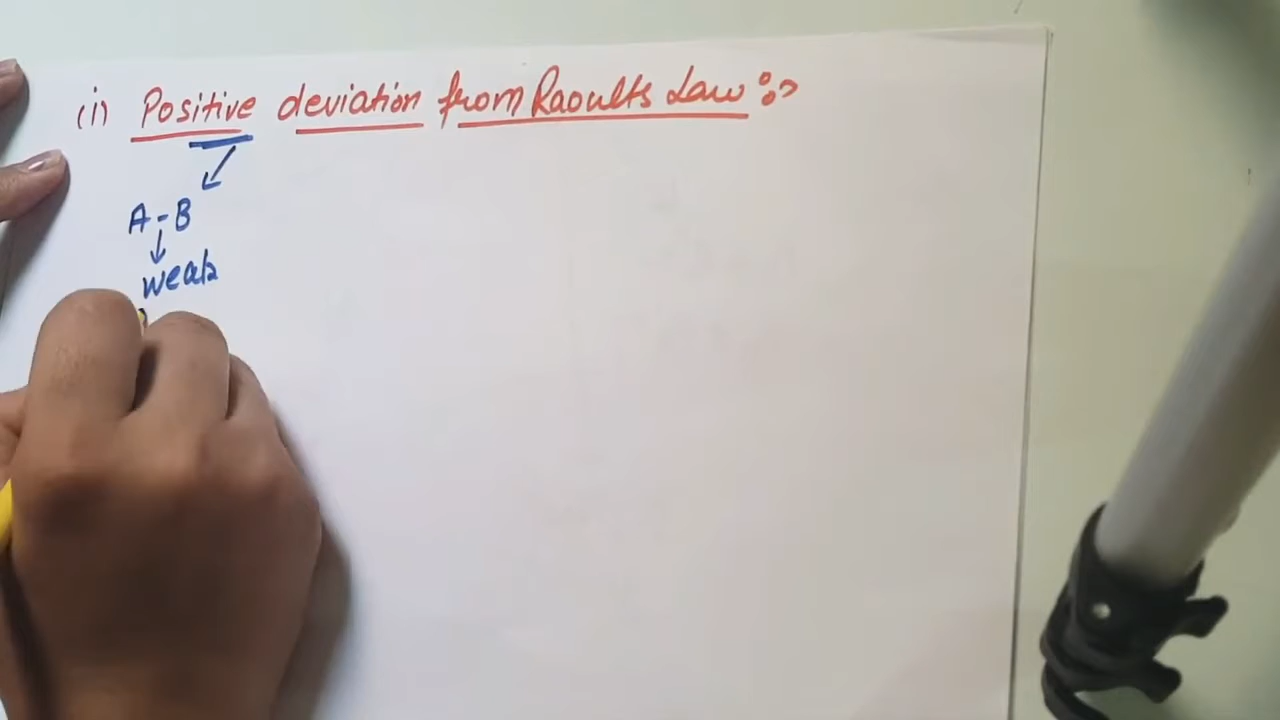 (i) Positive deviation from Raoults Law :->
A-B
weak